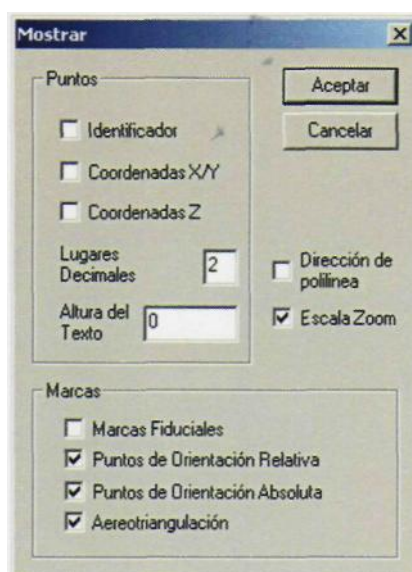 Mostrar
Puntos
Aceptar
Identificador
Cancelar
Coordenadas X/Y
Coordenadas Z
Lugares
Decimales
2
Dirección de
polilínea
Altura del
Texto
0
Escala Zoom
Marcas
Marcas Fiduciales
Puntos de Orientación Relativa
Puntos de Orientación Absoluta
Aereotriangulación